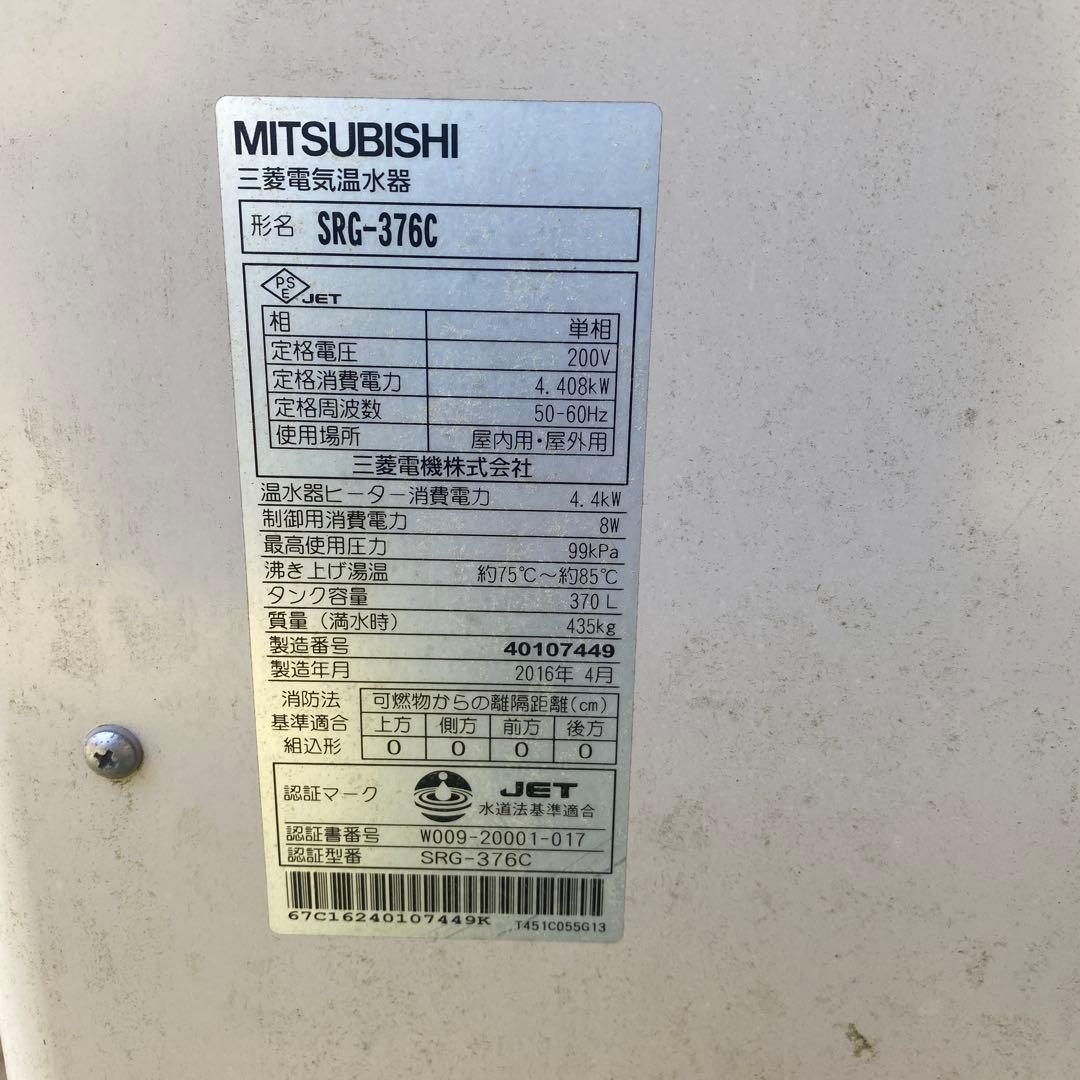 MITSUBISHI
三菱電気温水器
形名 SRG-376C
PSE JET
相 単相
定格電圧 200V
定格消費電力 4.408kW
定格周波数 50-60Hz
使用場所 屋内用・屋外用
三菱電機株式会社
温水器ヒーター消費電力 4.4kW
制御用消費電力 8W
最高使用圧力 99kPa
沸き上げ湯温 約75℃～約85℃
タンク容量 370L
質量（満水時） 435kg
製造番号 40107449
製造年月 2016年 4月
消防法 可燃物からの離隔距離(cm)
基準適合 上方 側方 前方 後方
組込形 0 0 0 0
認証マーク JET
水道法基準適合
認証書番号 W009-20001-017
認証型番 SRG-376C
67C16240107449K T451C055G13